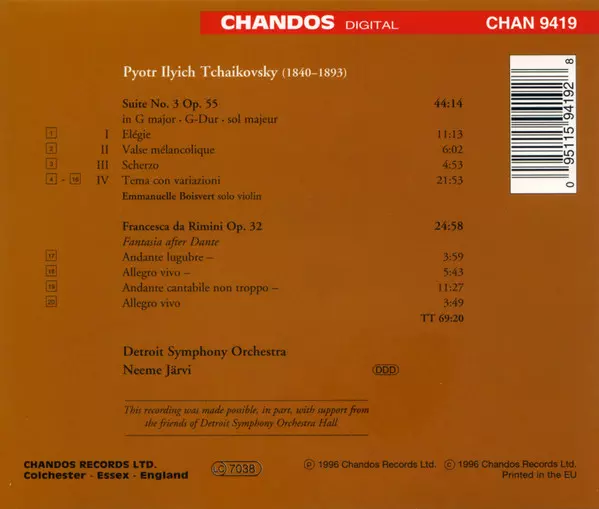 CHANDOS DIGITAL CHAN 9419
Pyotr Ilyich Tchaikovsky (1840–1893)
Suite No. 3 Op. 55 44:14
in G major · G-Dur · sol majeur
1 I Elégie 11:13
2 II Valse mélancolique 6:02
3 III Scherzo 4:53
4 - 16 IV Tema con variazioni 21:53
Emmanuelle Boisvert solo violin
Francesca da Rimini Op. 32 24:58
Fantasia after Dante
17 Andante lugubre – 3:59
18 Allegro vivo – 5:43
19 Andante cantabile non troppo – 11:27
20 Allegro vivo 3:49
TT 69:20
Detroit Symphony Orchestra
Neeme Järvi DDD
This recording was made possible, in part, with support from
the friends of Detroit Symphony Orchestra Hall
CHANDOS RECORDS LTD.
Colchester - Essex - England
LC 7038
℗ 1996 Chandos Records Ltd. © 1996 Chandos Records Ltd.
Printed in the EU
0 95115 94192 8